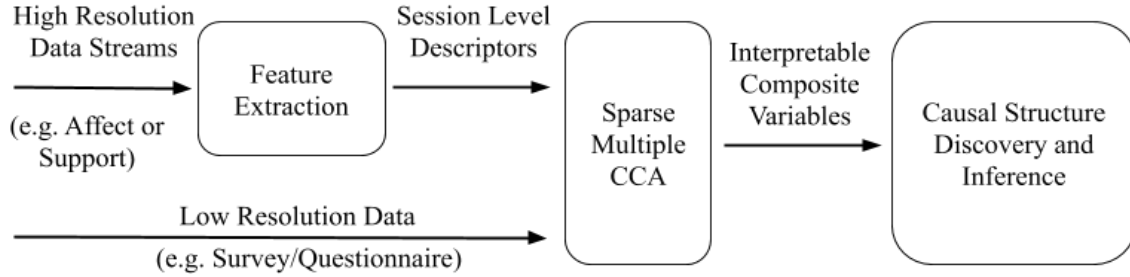 High Resolution
Data Streams
(e.g. Affect or
Support)
Feature
Extraction
Session Level
Descriptors
Low Resolution Data
(e.g. Survey/Questionnaire)
Sparse
Multiple
CCA
Interpretable
Composite
Variables
Causal Structure
Discovery and
Inference